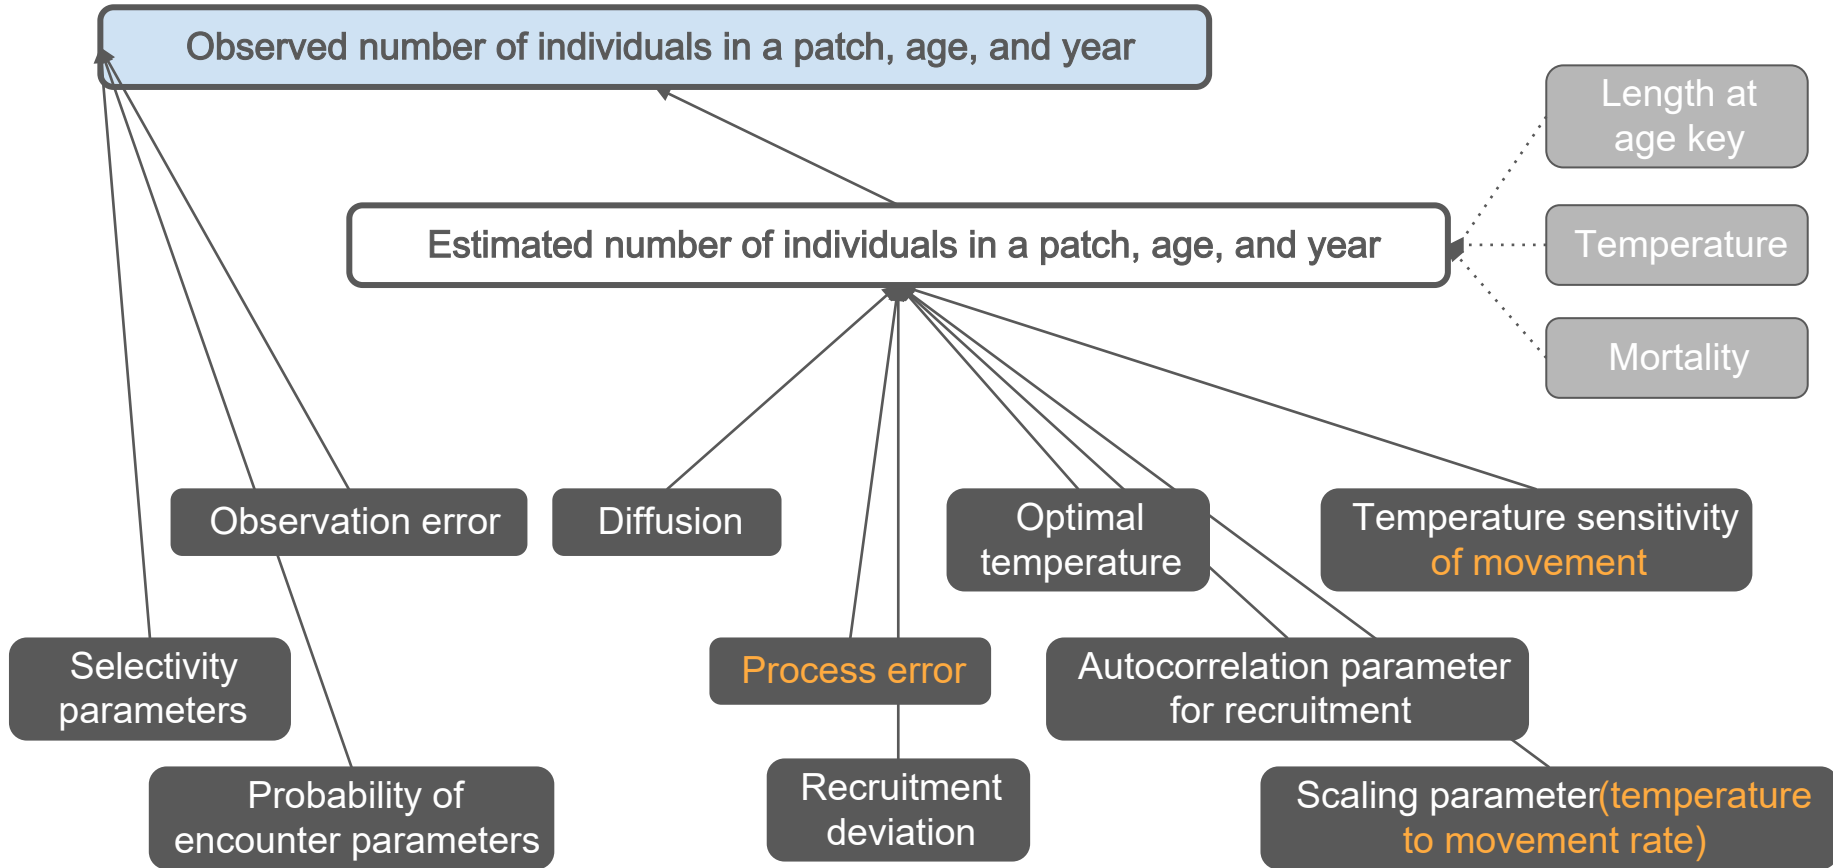 Observed number of individuals in a patch, age, and year
Length at
age key
Estimated number of individuals in a patch, age, and year
Temperature
Mortality
Observation error
Diffusion
Optimal
temperature
Temperature sensitivity
of movement
Selectivity
parameters
Process error
Autocorrelation parameter
for recruitment
Probability of
encounter parameters
Recruitment
deviation
Scaling parameter(temperature
to movement rate)